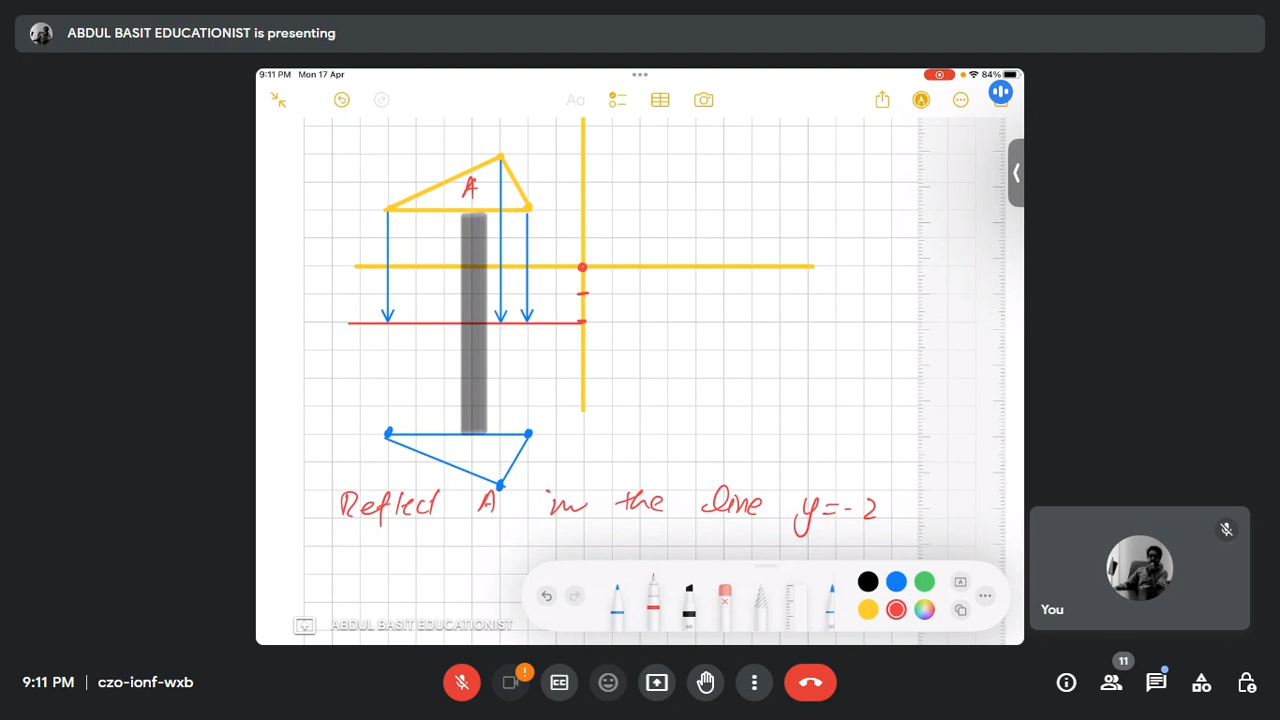 ABDUL BASIT EDUCATIONIST is presenting
9:11 PM Mon 17 Apr
84%
Aa
A
Reflect A in the line y=-2
You
ABDUL BASIT EDUCATIONIST
11
9:11 PM | czo-ionf-wxb